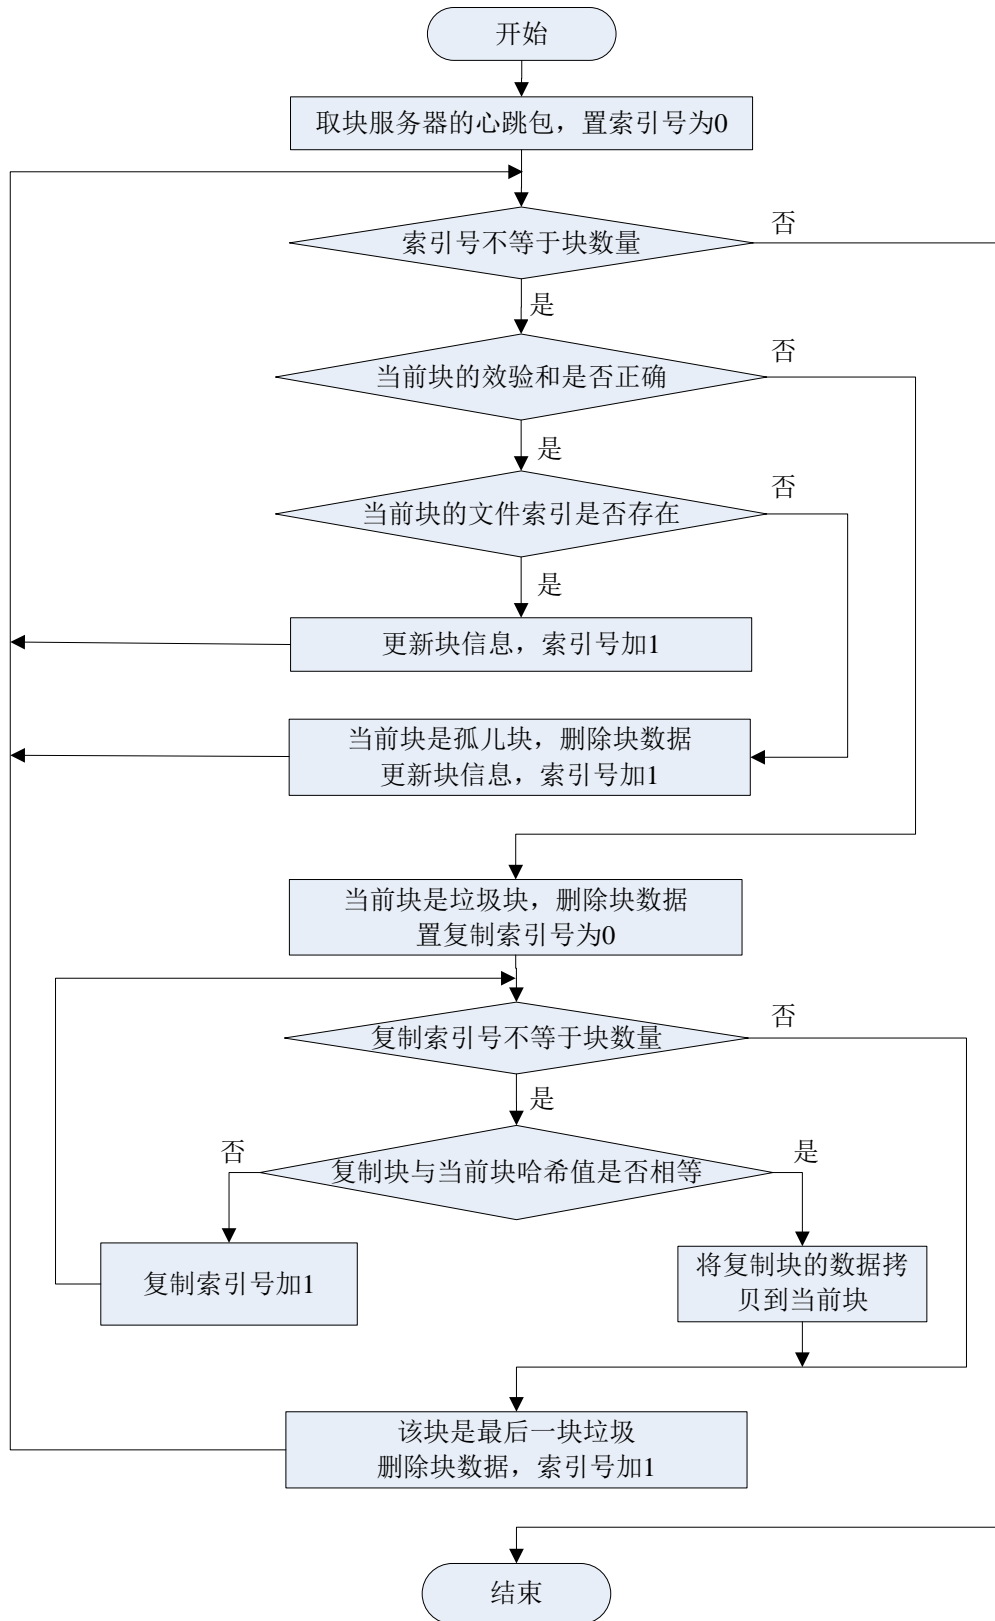 开始
取块服务器的心跳包，置索引号为0
索引号不等于块数量
否
是
当前块的效验和是否正确
否
是
当前块的文件索引是否存在
否
是
更新块信息，索引号加1
当前块是孤儿块，删除块数据
更新块信息，索引号加1
当前块是垃圾块，删除块数据
置复制索引号为0
复制索引号不等于块数量
否
是
复制块与当前块哈希值是否相等
否
是
复制索引号加1
将复制块的数据拷
贝到当前块
该块是最后一块垃圾
删除块数据，索引号加1
结束